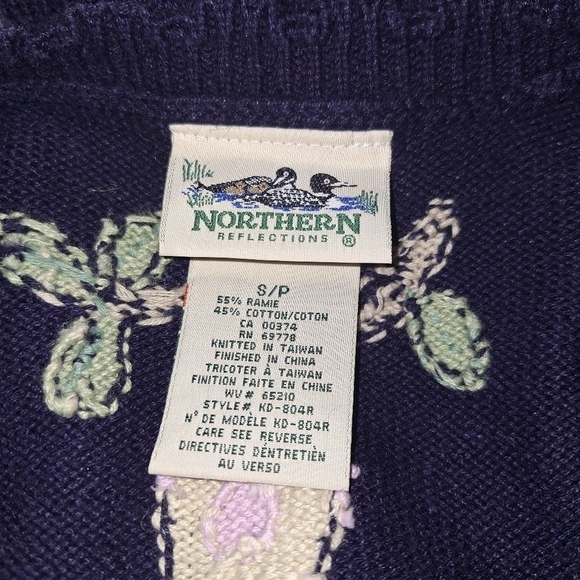 NORTHERN
REFLECTIONS ®
S/P
55% RAMIE
45% COTTON/COTON
CA 00374
RN 69778
KNITTED IN TAIWAN
FINISHED IN CHINA
TRICOTER À TAIWAN
FINITION FAITE EN CHINE
WV# 65210
STYLE# KD-804R
N° DE MODÈLE KD-804R
CARE SEE REVERSE
DIRECTIVES DÉNTRETIÈN
AU VERSO